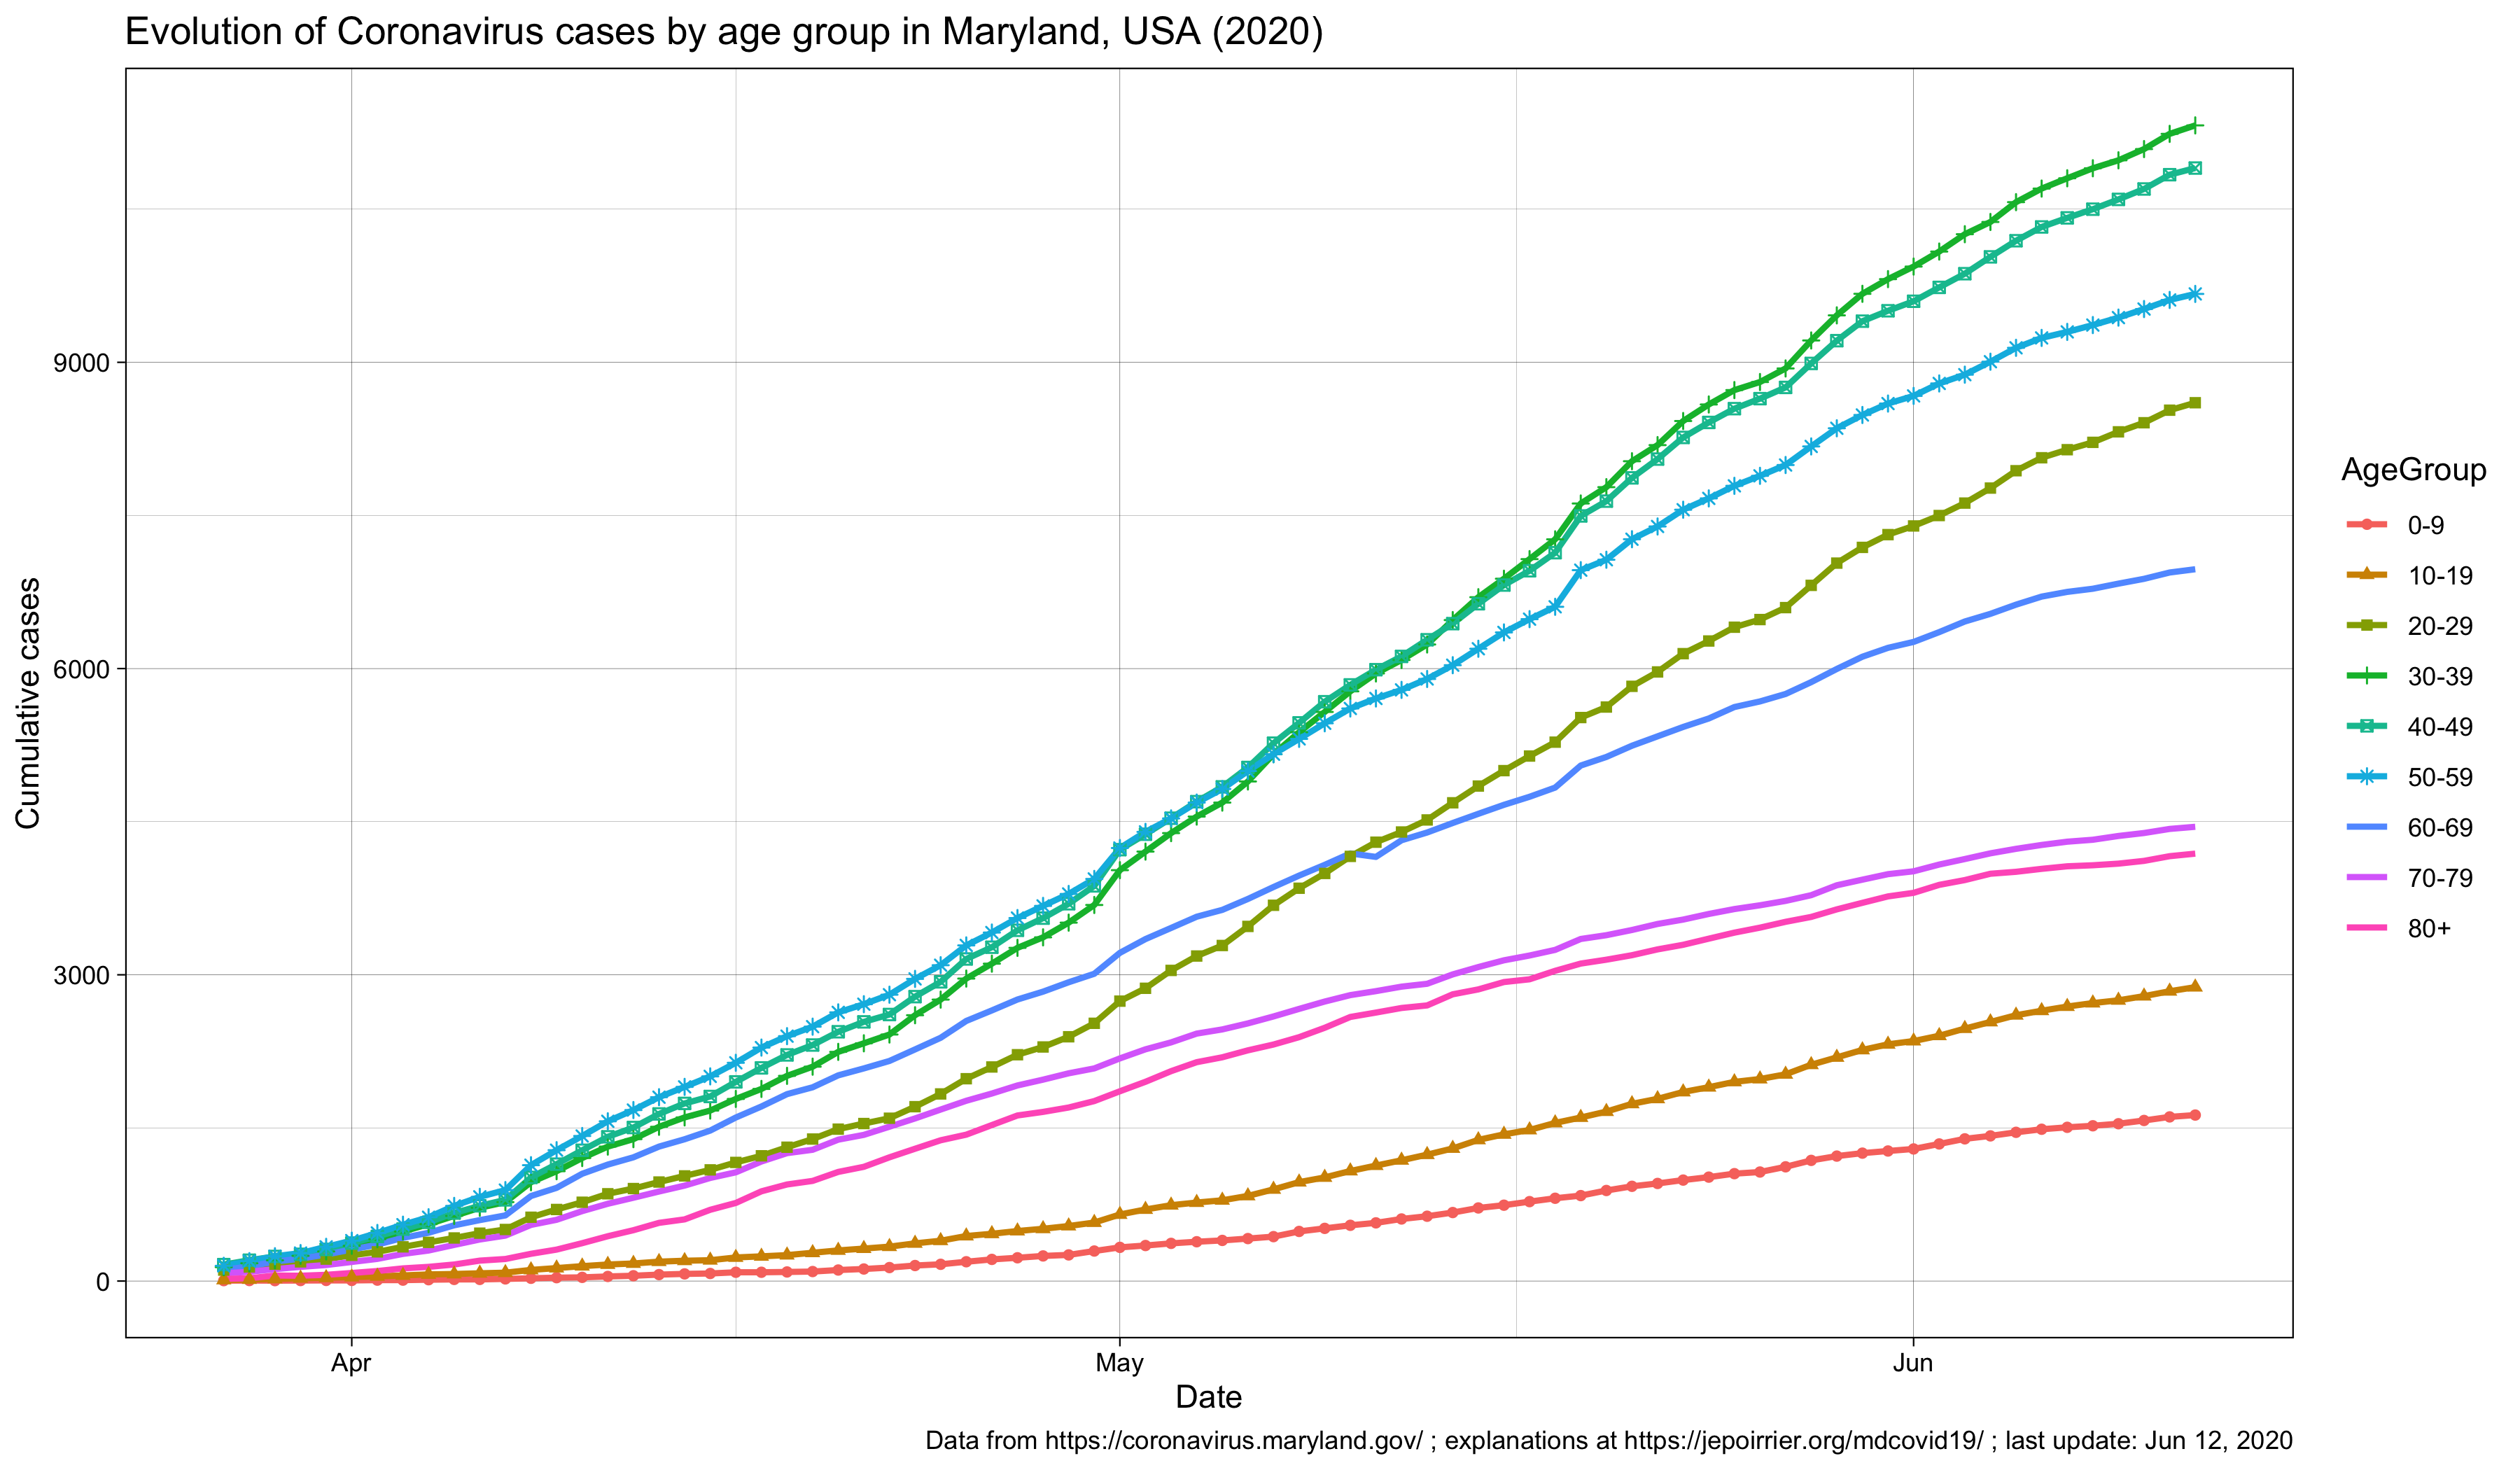 Evolution of Coronavirus cases by age group in Maryland, USA (2020)
Cumulative cases
9000
6000
3000
0
Apr
May
Jun
Date
AgeGroup
0-9
10-19
20-29
30-39
40-49
50-59
60-69
70-79
80+
Data from https://coronavirus.maryland.gov/ ; explanations at https://jepoirrier.org/mdcovid19/ ; last update: Jun 12, 2020